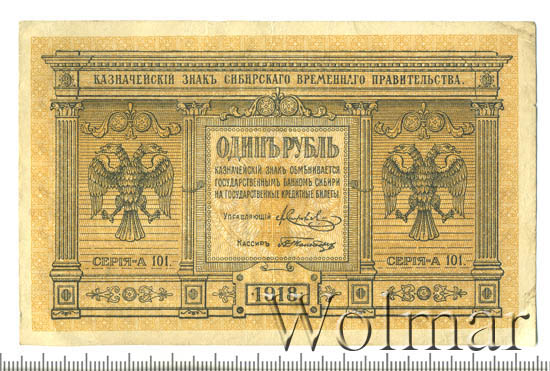 КАЗНАЧЕЙСКІЙ ЗНАКЪ СИБИРСКАГО ВРЕМЕННАГО ПРАВИТЕЛЬСТВА.
ОДИНЪ РУБЛЬ
КАЗНАЧЕЙСКІЙ ЗНАКЪ ОБМѢНИВАЕТСЯ
ГОСУДАРСТВЕННЫМЪ БАНКОМЪ СИБИРИ
НА ГОСУДАРСТВЕННЫЕ КРЕДИТНЫЕ БИЛЕТЫ.
УПРАВЛЯЮЩІЙ
КАССИРЪ
СЕРІЯ-А 101.
СЕРІЯ-А 101.
1918
Wolmar